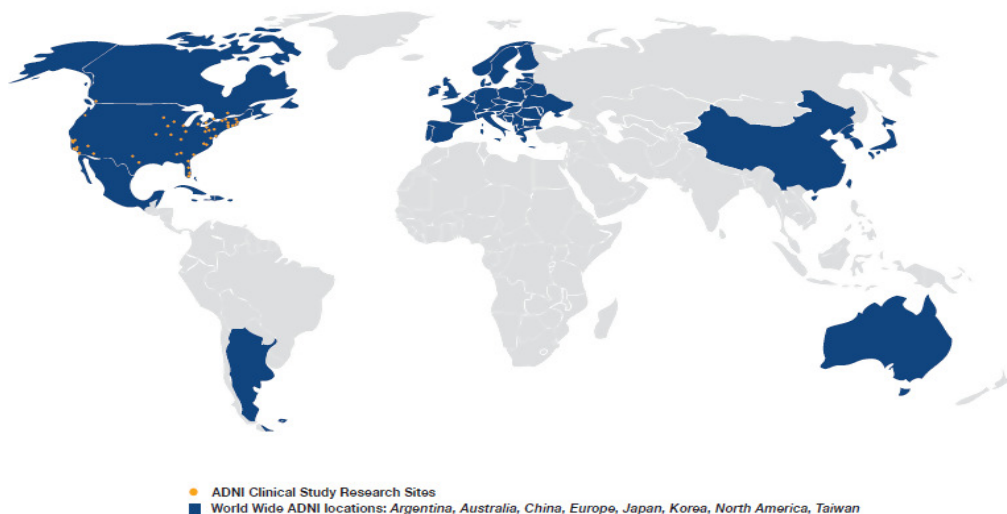 ADNI Clinical Study Research Sites
World Wide ADNI locations: Argentina, Australia, China, Europe, Japan, Korea, North America, Taiwan